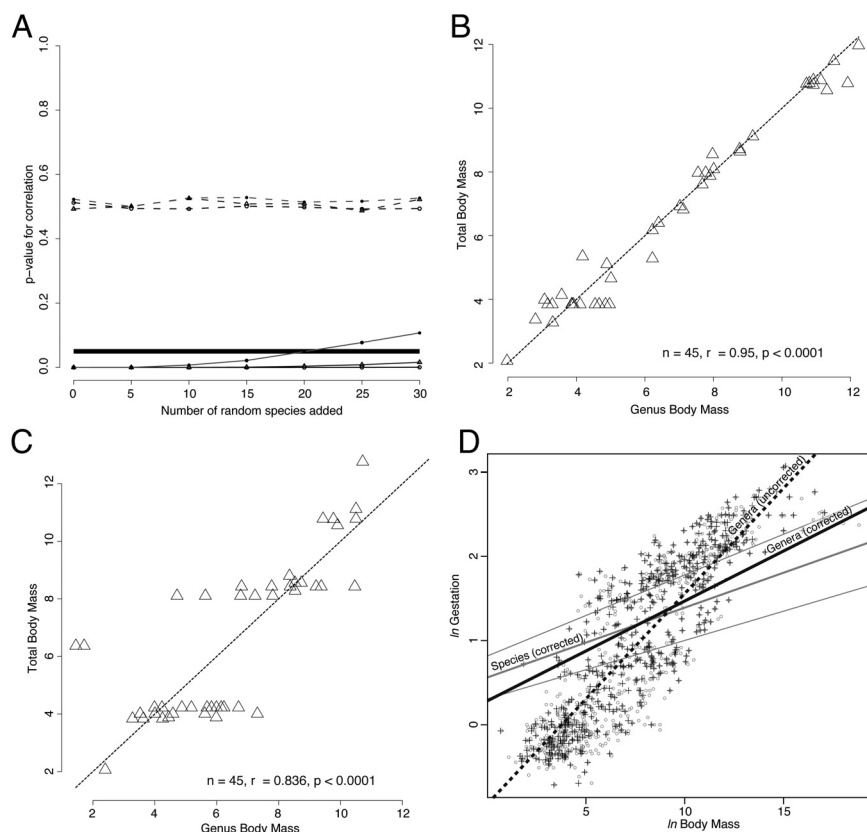 A
p−value for correlation
1.0
0.8
0.6
0.4
0.2
0.0
0 5 10 15 20 25 30
Number of random species added
B
Total Body Mass
12
10
8
6
4
2
n = 45, r = 0.95, p < 0.0001
2 4 6 8 10 12
Genus Body Mass
C
Total Body Mass
12
10
8
6
4
2
n = 45, r = 0.836, p < 0.0001
2 4 6 8 10 12
Genus Body Mass
D
ln Gestation
3
2
1
0
Genera (uncorrected)
Genera (corrected)
Species (corrected)
5 10 15
ln Body Mass